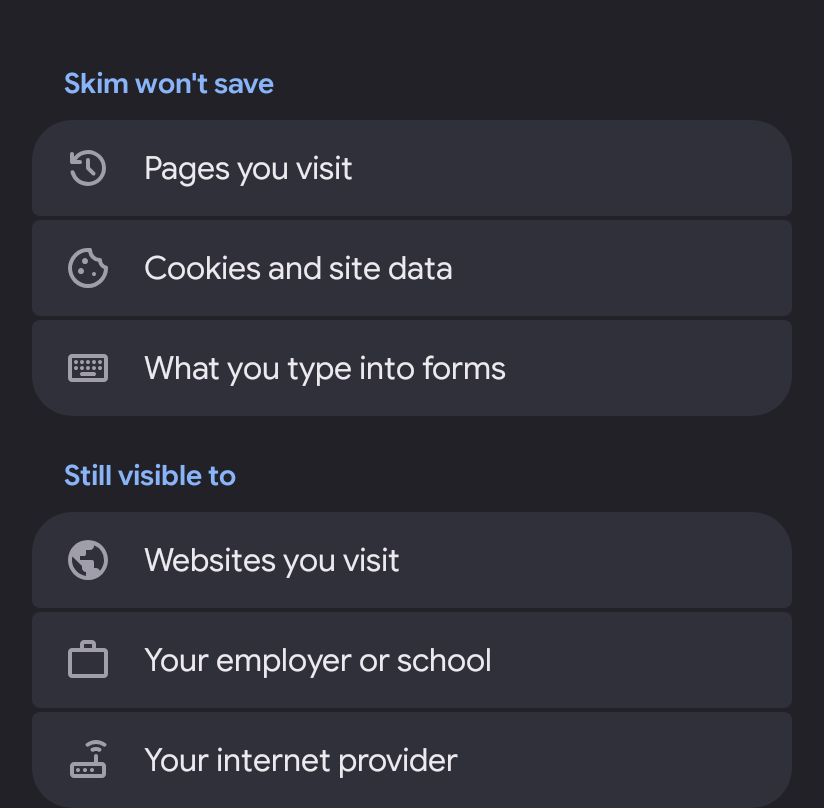 Skim won't save
Pages you visit
Cookies and site data
What you type into forms
Still visible to
Websites you visit
Your employer or school
Your internet provider